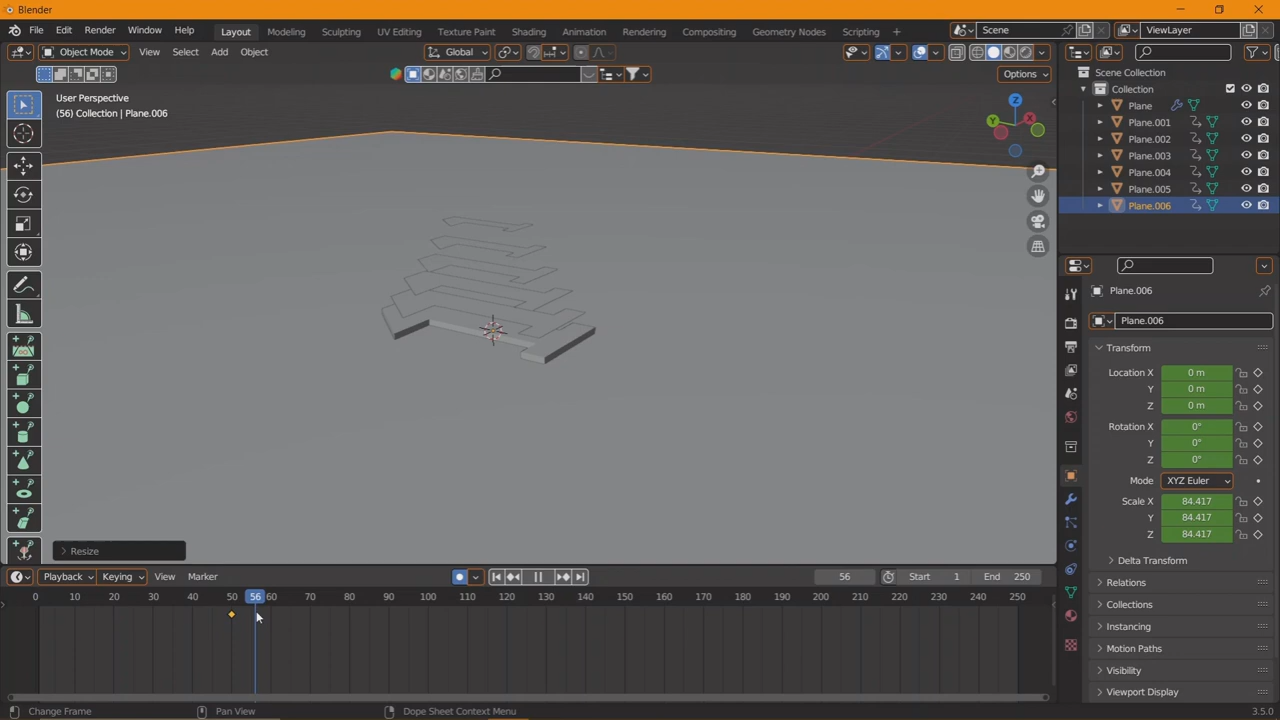 Blender
File Edit Render Window Help Layout Modeling Sculpting UV Editing Texture Paint Shading Animation Rendering Compositing Geometry Nodes Scripting + Scene ViewLayer
Object Mode View Select Add Object Global
Options
User Perspective
(56) Collection | Plane.006
Z
Y X
Scene Collection
Collection
Plane
Plane.001
Plane.002
Plane.003
Plane.004
Plane.005
Plane.006
Plane.006
Plane.006
Transform
Location X 0 m
Y 0 m
Z 0 m
Rotation X 0°
Y 0°
Z 0°
Mode XYZ Euler
Scale X 84.417
Y 84.417
Z 84.417
Delta Transform
Relations
Collections
Instancing
Motion Paths
Visibility
Viewport Display
Resize
Playback Keying View Marker 56 Start 1 End 250
0 10 20 30 40 50 56 60 70 80 90 100 110 120 130 140 150 160 170 180 190 200 210 220 230 240 250
Change Frame Pan View Dope Sheet Context Menu 3.5.0